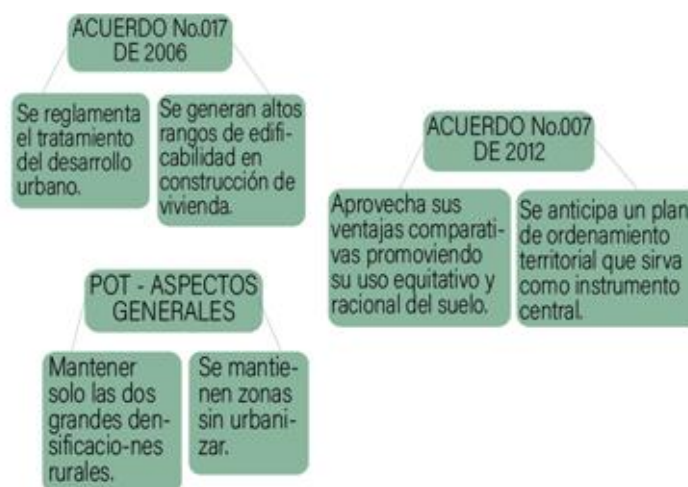 ACUERDO No.017
DE 2006
Se reglamenta
el tratamiento
del desarrollo
urbano.
Se generan altos
rangos de edifi-
cabilidad en
construcción de
vivienda.
ACUERDO No.007
DE 2012
Aprovecha sus
ventajas comparati-
vas promoviendo
su uso equitativo y
racional del suelo.
Se anticipa un plan
de ordenamiento
territorial que sirva
como instrumento
central.
POT - ASPECTOS
GENERALES
Mantener
solo las dos
grandes den-
sificacio-nes
rurales.
Se mantie-
nen zonas
sin urbani-
zar.